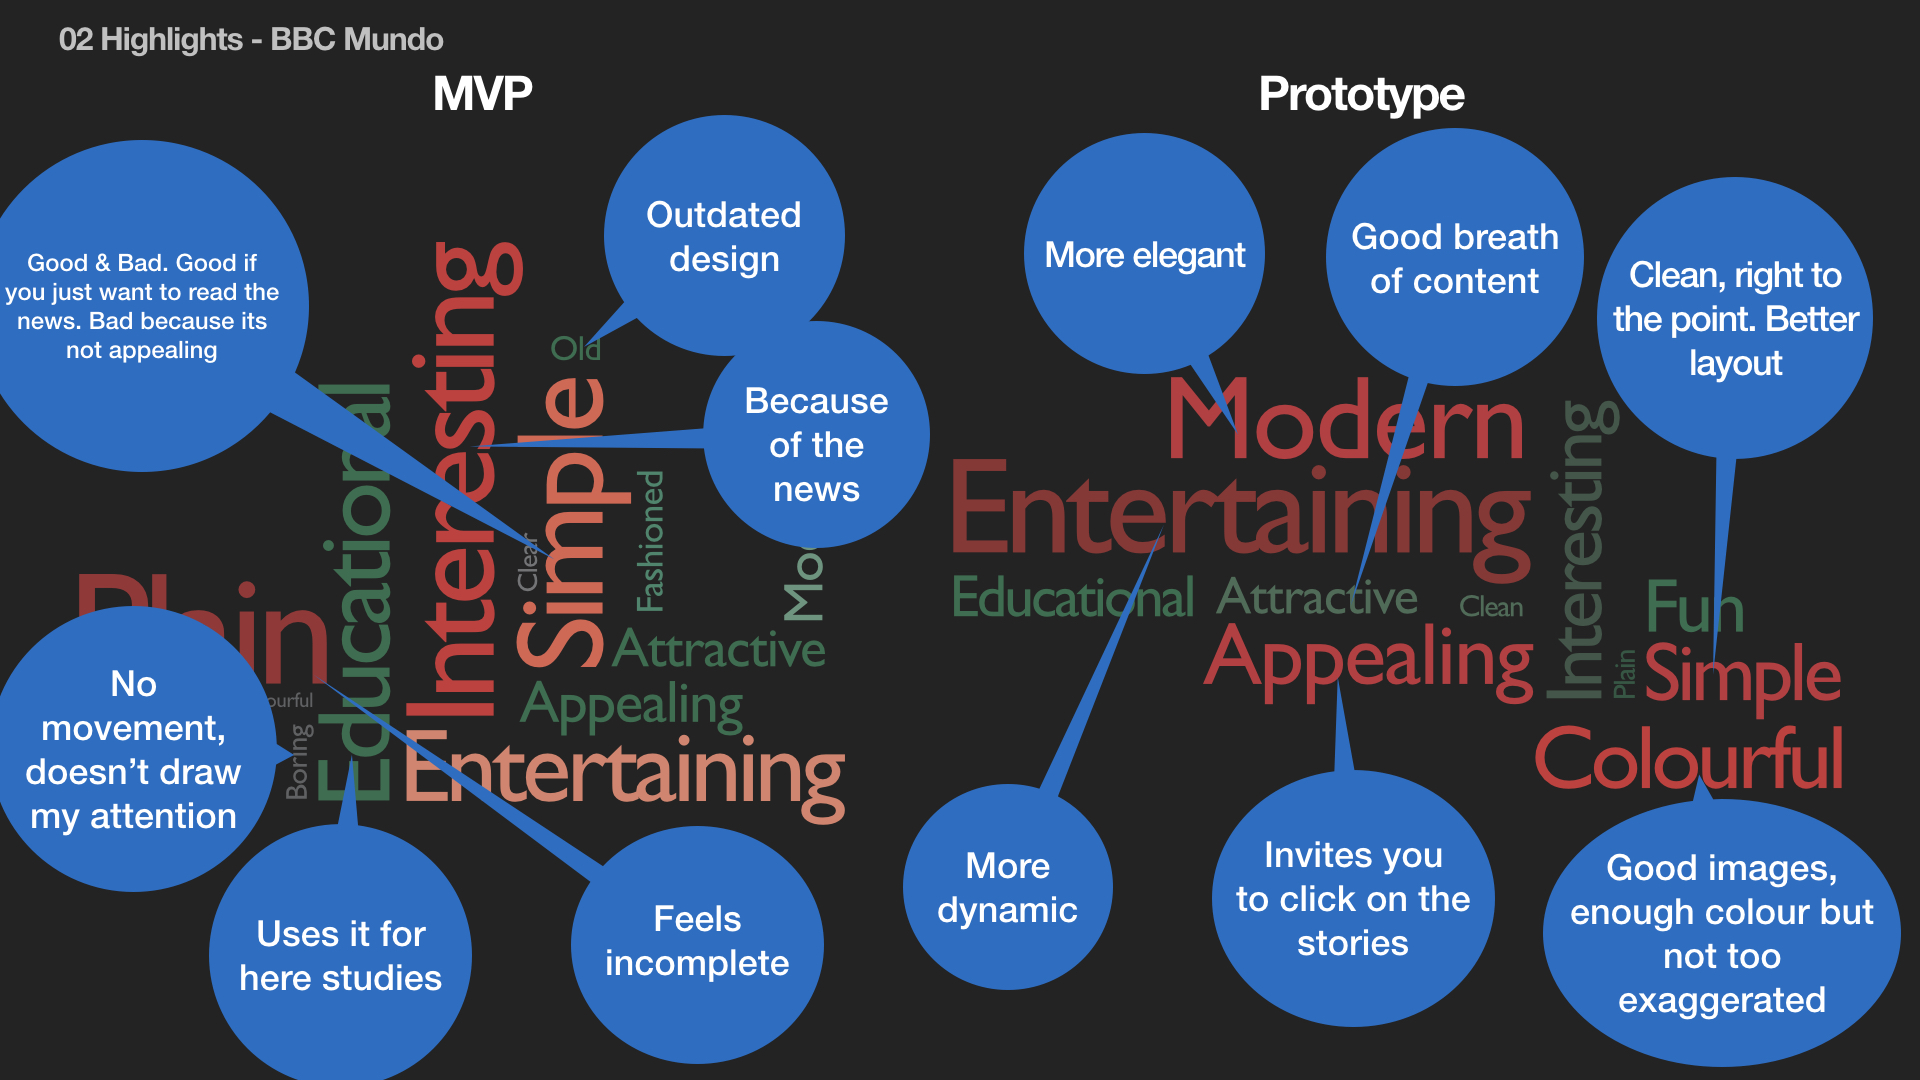 02 Highlights - BBC Mundo
MVP
Prototype
Good & Bad. Good if
you just want to read the
news. Bad because its
not appealing
Outdated
design
Because
of the
news
No
movement,
doesn't draw
my attention
Uses it for
here studies
Feels
incomplete
Educational
Interesting
Simple
Old
Clear
Fashioned
Attractive
Appealing
Entertaining
Boring
More elegant
Good breath
of content
Clean, right to
the point. Better
layout
Modern
Entertaining
Educational
Attractive
Clean
Appealing
Interesting
Plain
Fun
Simple
Colourful
More
dynamic
Invites you
to click on the
stories
Good images,
enough colour but
not too
exaggerated